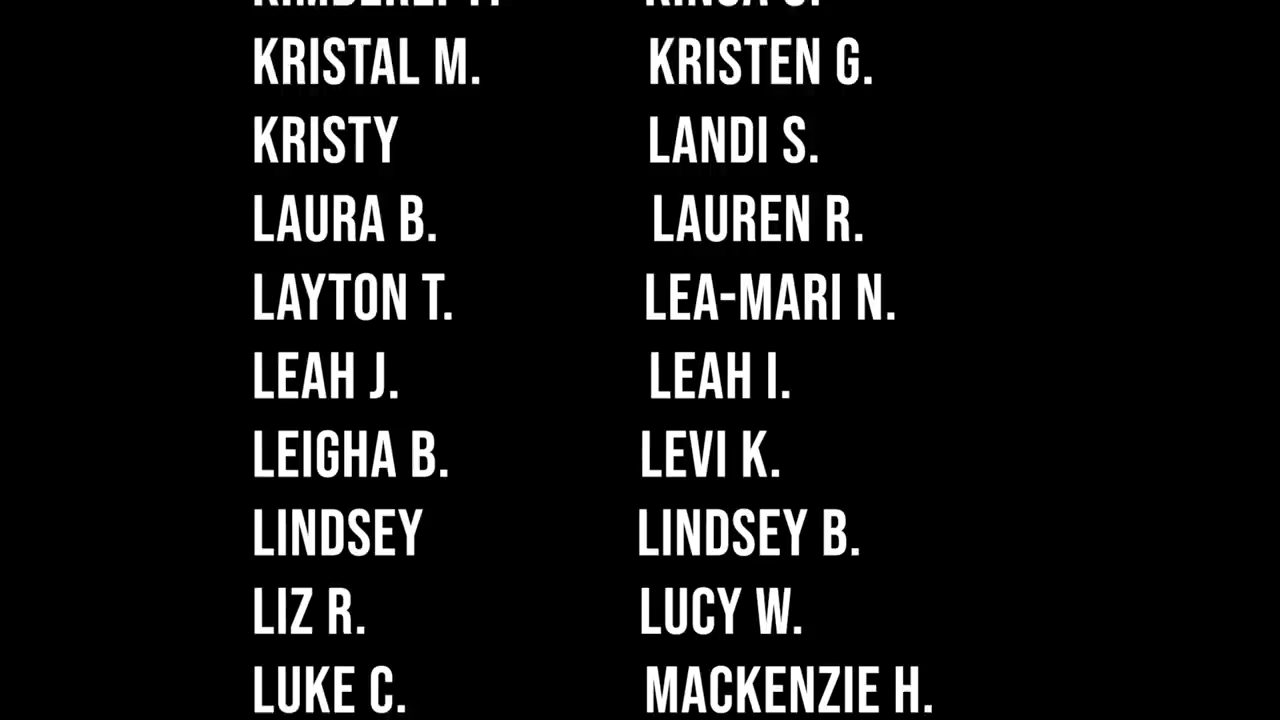 KRISTAL M. KRISTEN G.
KRISTY LANDI S.
LAURA B. LAUREN R.
LAYTON T. LEA-MARI N.
LEAH J. LEAH I.
LEIGHA B. LEVI K.
LINDSEY LINDSEY B.
LIZ R. LUCY W.
LUKE C. MACKENZIE H.